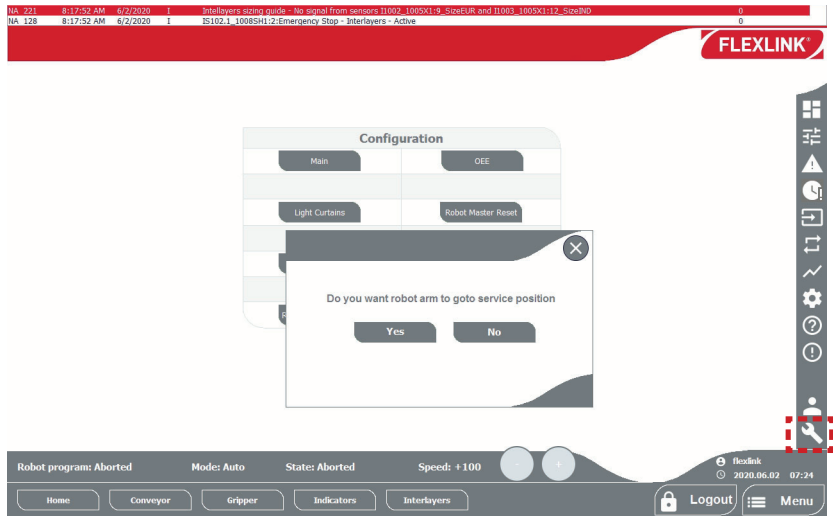 NA 221 8:17:52 AM 6/2/2020 I Intellayers sizing guide - No signal from sensors I1002_1005X1:9_SizeEUR and I1003_1005X1:12_SizeIND 0
NA 128 8:17:52 AM 6/2/2020 I IS102.1_1008SH1:2:Emergency Stop - Interlayers - Active 0
FLEXLINK®
Configuration
Main OEE
Light Curtains Robot Master Reset
R
Do you want robot arm to goto service position
Yes No
Robot program: Aborted Mode: Auto State: Aborted Speed: +100 - +
flexlink
2020.06.02 07:24
Home Conveyor Gripper Indicators Interlayers Logout Menu